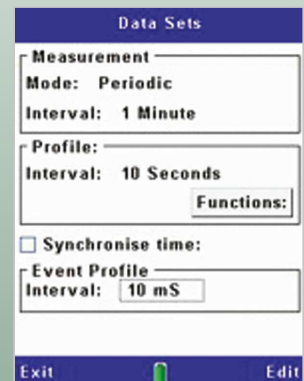 Data Sets
Measurement
Mode: Periodic
Interval: 1 Minute
Profile:
Interval: 10 Seconds
Functions:
Synchronise time:
Event Profile
Interval: 10 mS
Exit Edit